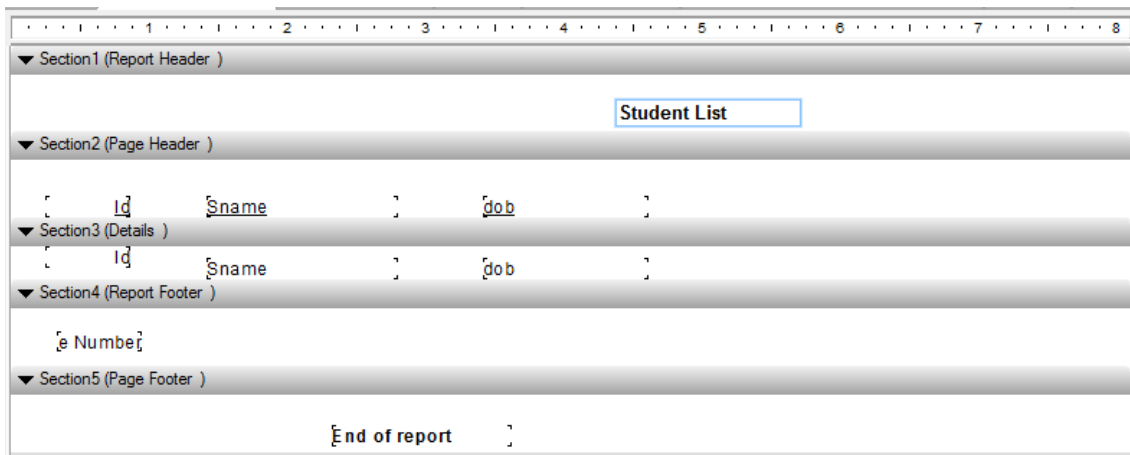 1 2 3 4 5 6 7 8
Section1 (Report Header )
Student List
Section2 (Page Header )
Id Sname dob
Section3 (Details )
Id Sname dob
Section4 (Report Footer )
e Number
Section5 (Page Footer )
End of report